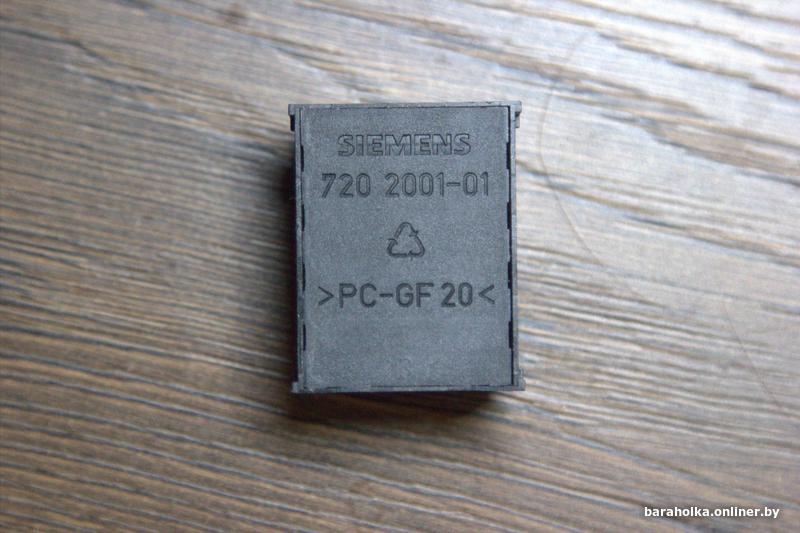 SIEMENS
720 2001-01
>PC-GF 20<
baraholka.onliner.by